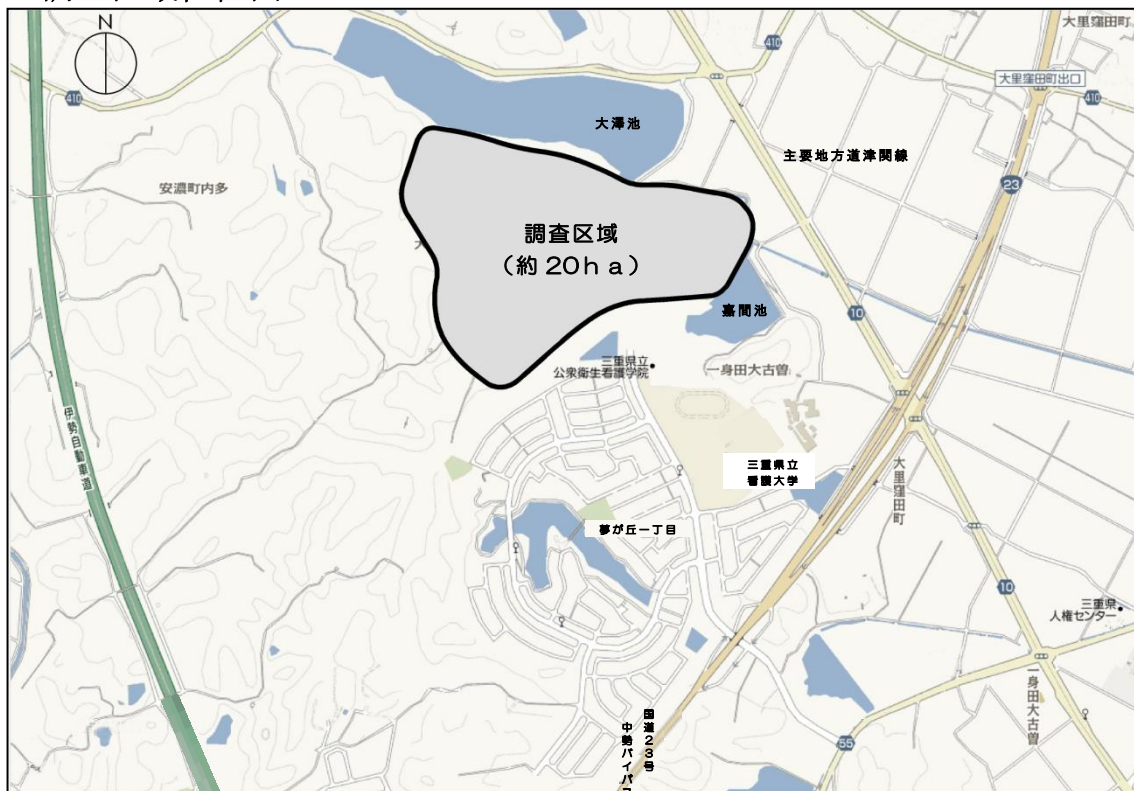 N
大里窪田町
410
大里窪田町出口
410
410
大澤池
主要地方道津関線
23
安濃町内多
調査区域
（約20ha）
嘉間池
10
三重県立
公衆衛生看護学院
一身田大古曽
伊勢自動車道
三重県立
看護大学
大里窪田町
夢が丘一丁目
10
三重県
人権センター
一身田大古曽
国道23号
中勢バイパス
55